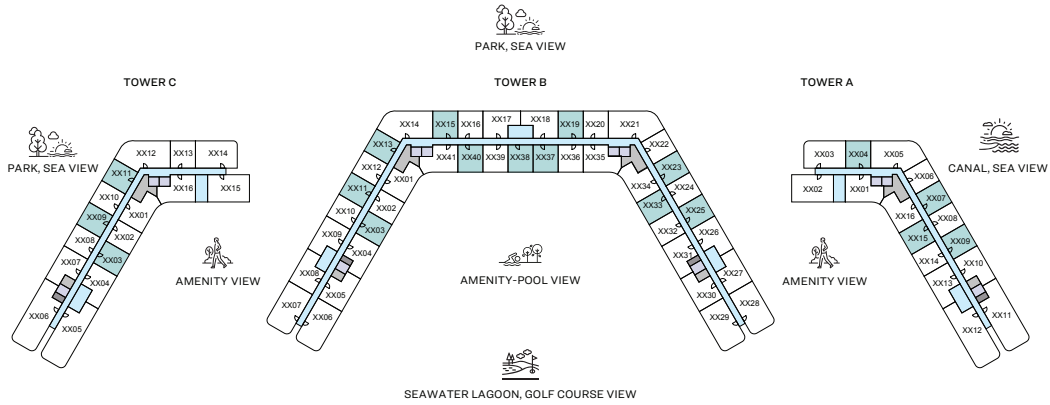 PARK, SEA VIEW
TOWER C
TOWER B
TOWER A
PARK, SEA VIEW
CANAL, SEA VIEW
XX12 XX13 XX14
XX11
XX16 XX15
XX10
XX01
XX09
XX02
XX08
XX03
XX07
XX04
XX06
XX05
AMENITY VIEW
XX14 XX15 XX16 XX17 XX18 XX19 XX20 XX21
XX13 XX22
XX41 XX40 XX39 XX38 XX37 XX36 XX35
XX12 XX01 XX34 XX23
XX11 XX02 XX33 XX24
XX10 XX03 XX32 XX25
XX09 XX04 XX31 XX26
XX08 XX05 XX30 XX27
XX07 XX06 XX29 XX28
AMENITY-POOL VIEW
XX03 XX04 XX05
XX02 XX01 XX06
XX16 XX07
XX15 XX08
XX14 XX09
XX13 XX10
XX12 XX11
AMENITY VIEW
SEAWATER LAGOON, GOLF COURSE VIEW